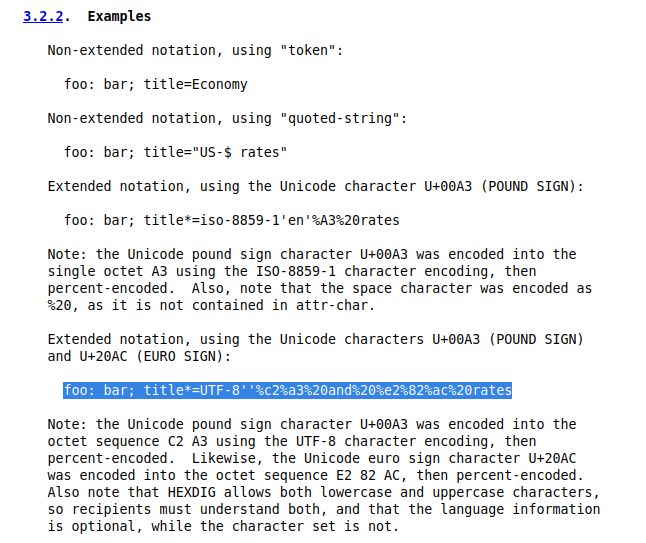 3.2.2.  Examples
Non-extended notation, using "token":
foo: bar; title=Economy
Non-extended notation, using "quoted-string":
foo: bar; title="US-$ rates"
Extended notation, using the Unicode character U+00A3 (POUND SIGN):
foo: bar; title*=iso-8859-1'en'%A3%20rates
Note: the Unicode pound sign character U+00A3 was encoded into the
single octet A3 using the ISO-8859-1 character encoding, then
percent-encoded.  Also, note that the space character was encoded as
%20, as it is not contained in attr-char.
Extended notation, using the Unicode characters U+00A3 (POUND SIGN)
and U+20AC (EURO SIGN):
foo: bar; title*=UTF-8''%c2%a3%20and%20%e2%82%ac%20rates
Note: the Unicode pound sign character U+00A3 was encoded into the
octet sequence C2 A3 using the UTF-8 character encoding, then
percent-encoded.  Likewise, the Unicode euro sign character U+20AC
was encoded into the octet sequence E2 82 AC, then percent-encoded.
Also note that HEXDIG allows both lowercase and uppercase characters,
so recipients must understand both, and that the language information
is optional, while the character set is not.